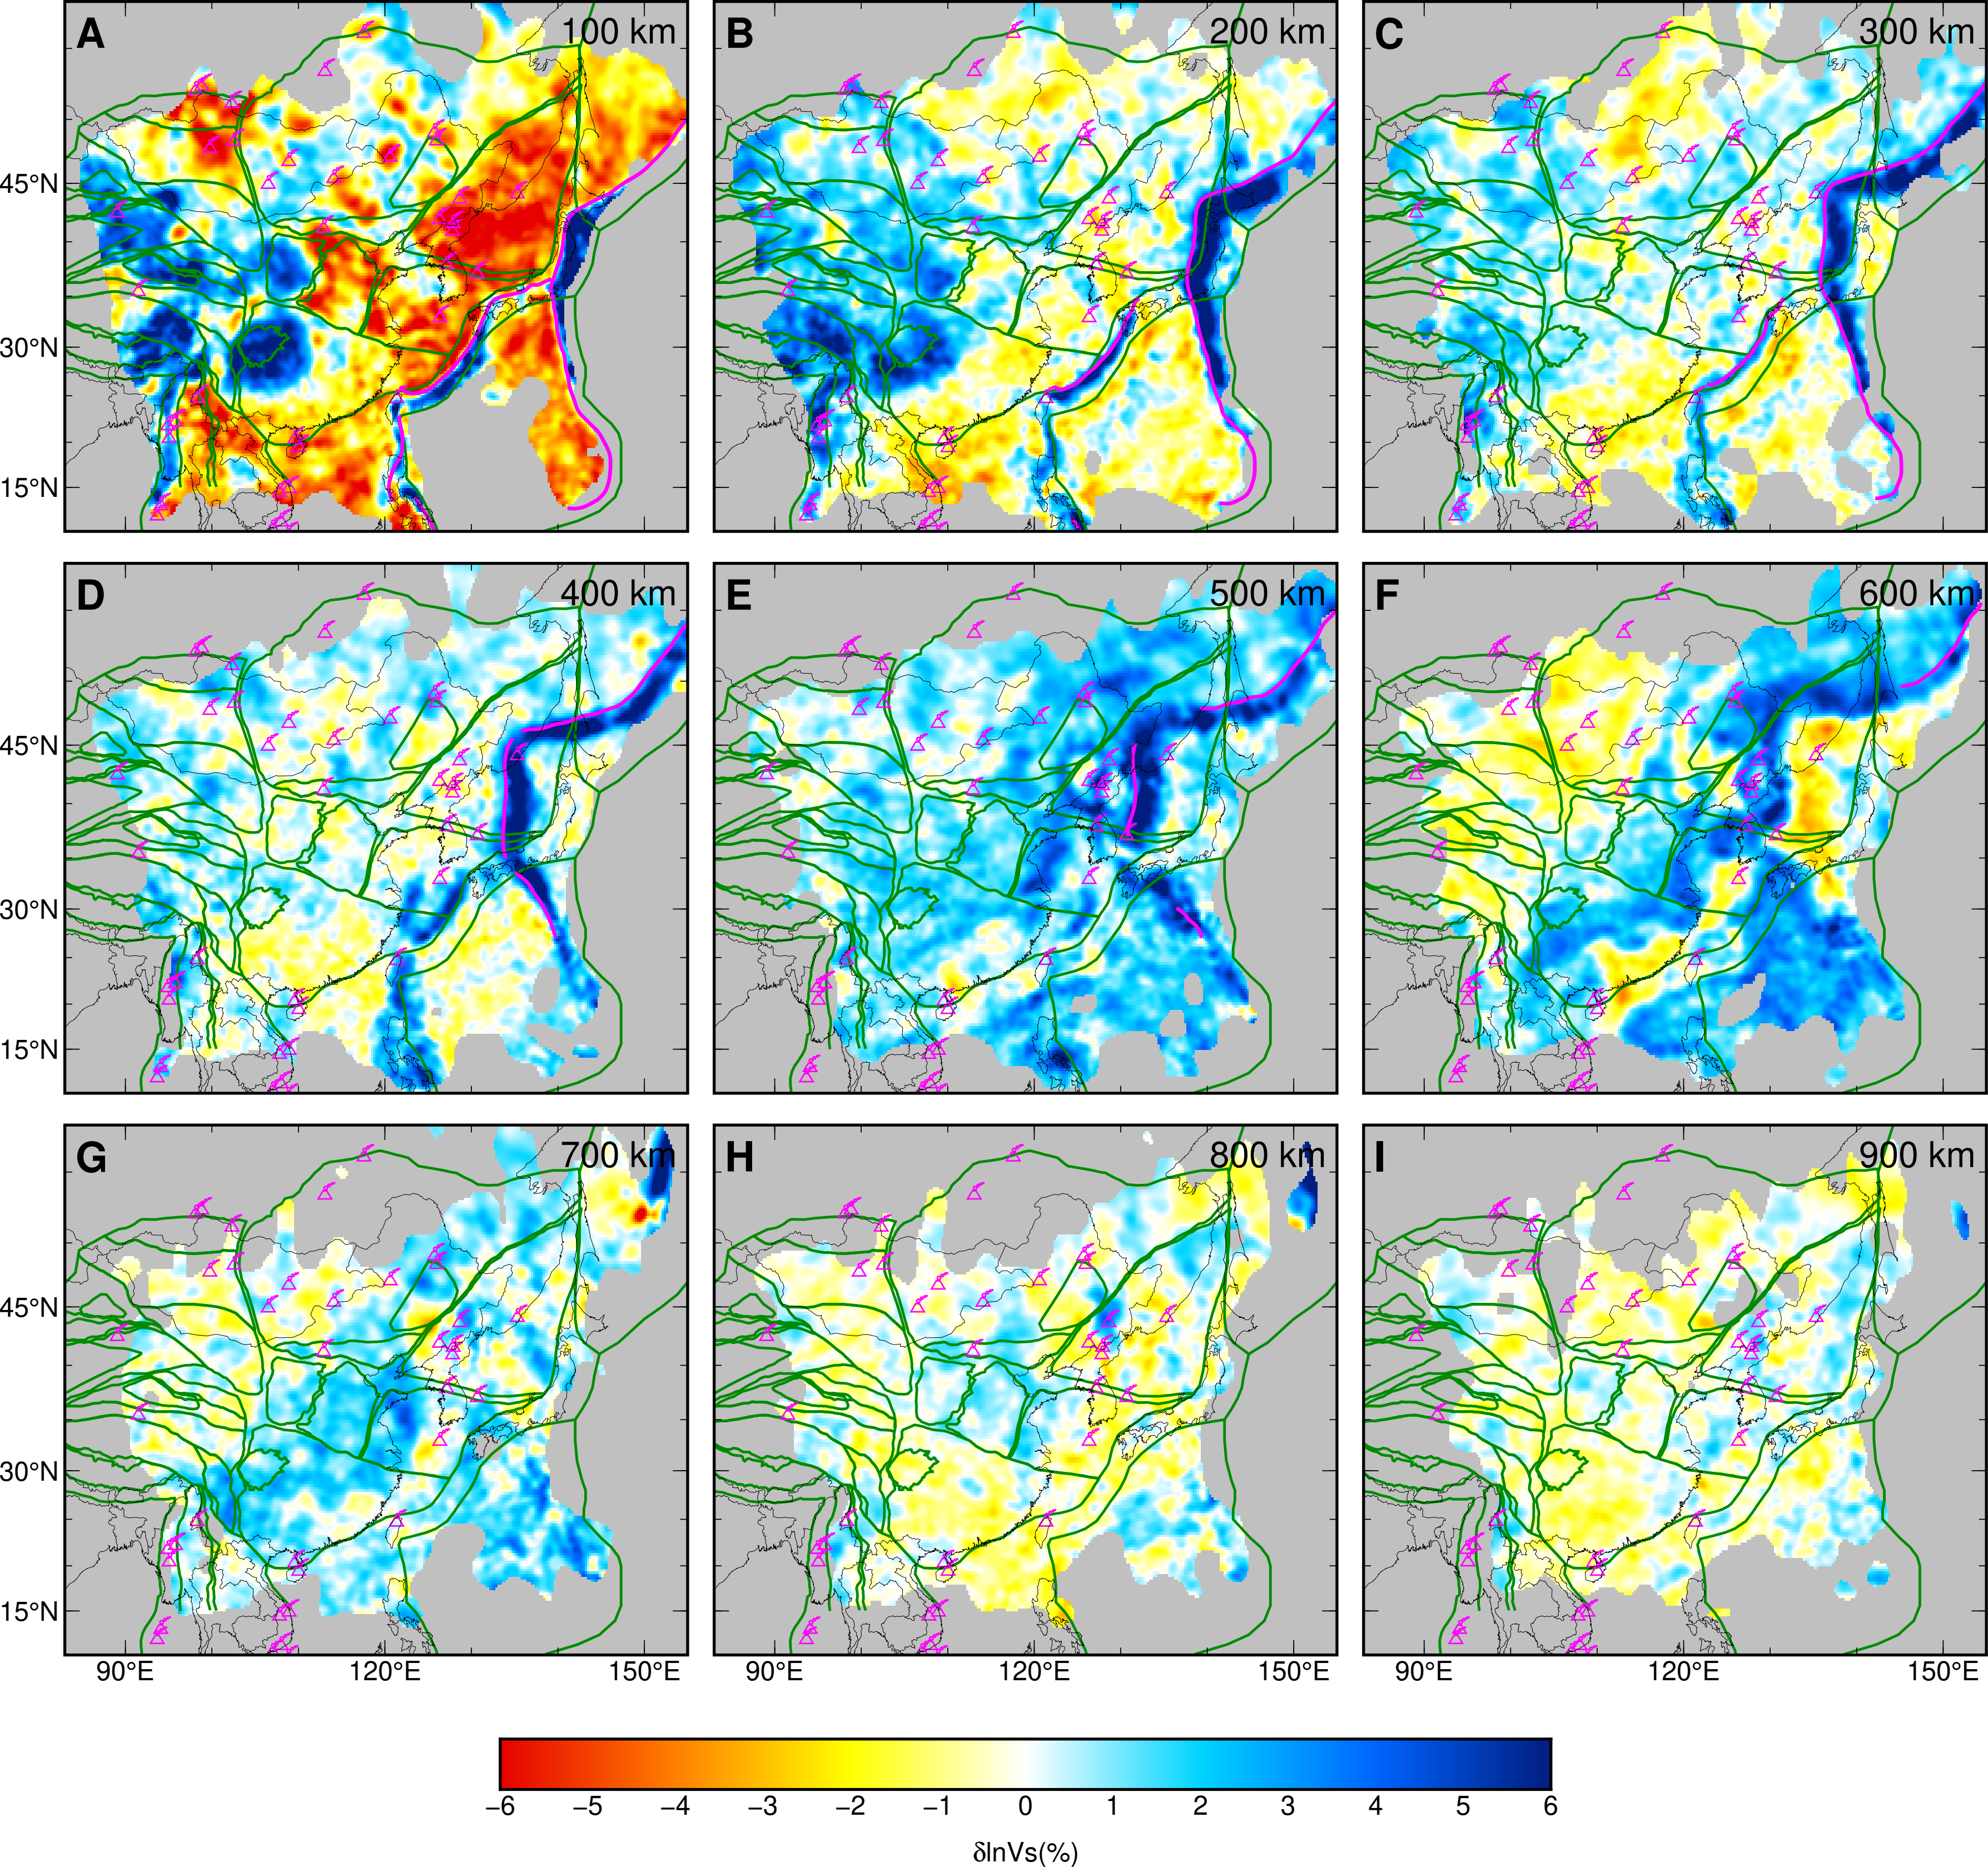 A 100 km
B 200 km
C 300 km
45°N
30°N
15°N
D 400 km
E 500 km
F 600 km
45°N
30°N
15°N
G 700 km
H 800 km
I 900 km
45°N
30°N
15°N
90°E 120°E 150°E
90°E 120°E 150°E
90°E 120°E 150°E
−6 −5 −4 −3 −2 −1 0 1 2 3 4 5 6
δlnVs(%)